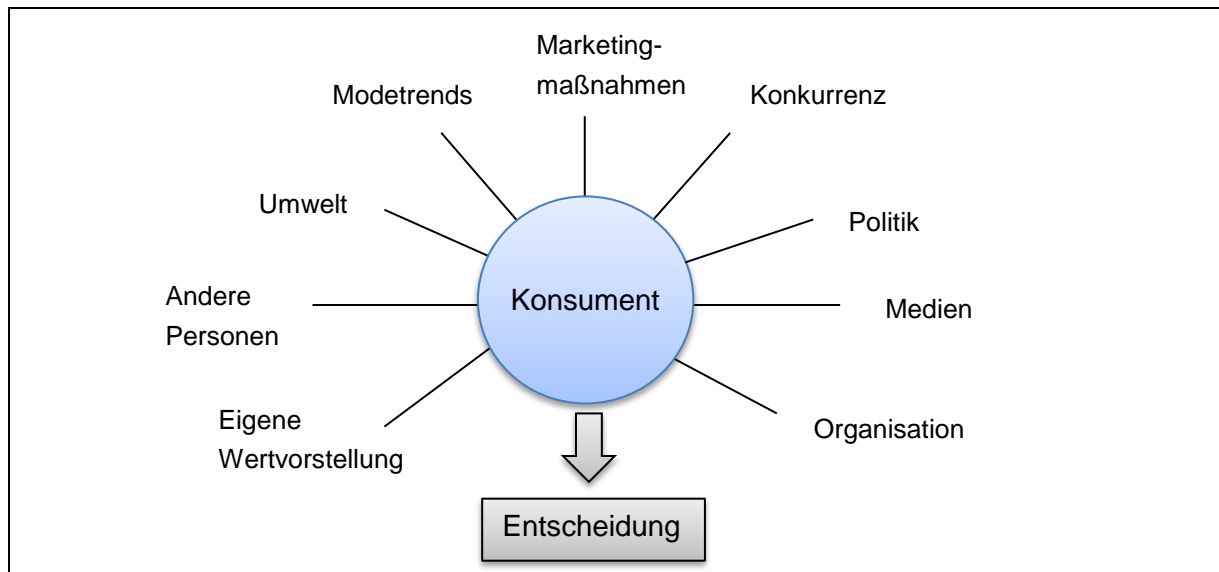 Marketing-
maßnahmen
Modetrends
Konkurrenz
Umwelt
Politik
Andere
Personen
Konsument
Medien
Eigene
Wertvorstellung
Organisation
Entscheidung